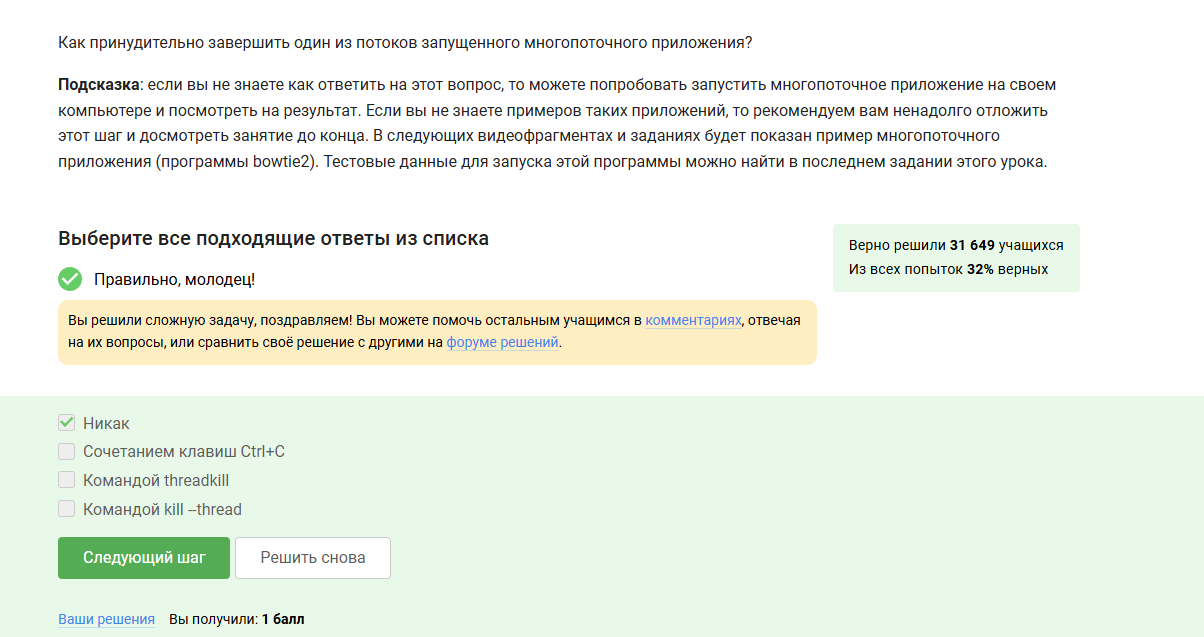 Как принудительно завершить один из потоков запущенного многопоточного приложения?
Подсказка: если вы не знаете как ответить на этот вопрос, то можете попробовать запустить многопоточное приложение на своем
компьютере и посмотреть на результат. Если вы не знаете примеров таких приложений, то рекомендуем вам ненадолго отложить
этот шаг и досмотреть занятие до конца. В следующих видеофрагментах и заданиях будет показан пример многопоточного
приложения (программы bowtie2). Тестовые данные для запуска этой программы можно найти в последнем задании этого урока.
Выберите все подходящие ответы из списка
Верно решили 31 649 учащихся
Из всех попыток 32% верных
Правильно, молодец!
Вы решили сложную задачу, поздравляем! Вы можете помочь остальным учащимся в комментариях, отвечая
на их вопросы, или сравнить своё решение с другими на форуме решений.
Никак
Сочетанием клавиш Ctrl+C
Командой threadkill
Командой kill --thread
Следующий шаг
Решить снова
Ваши решения Вы получили: 1 балл